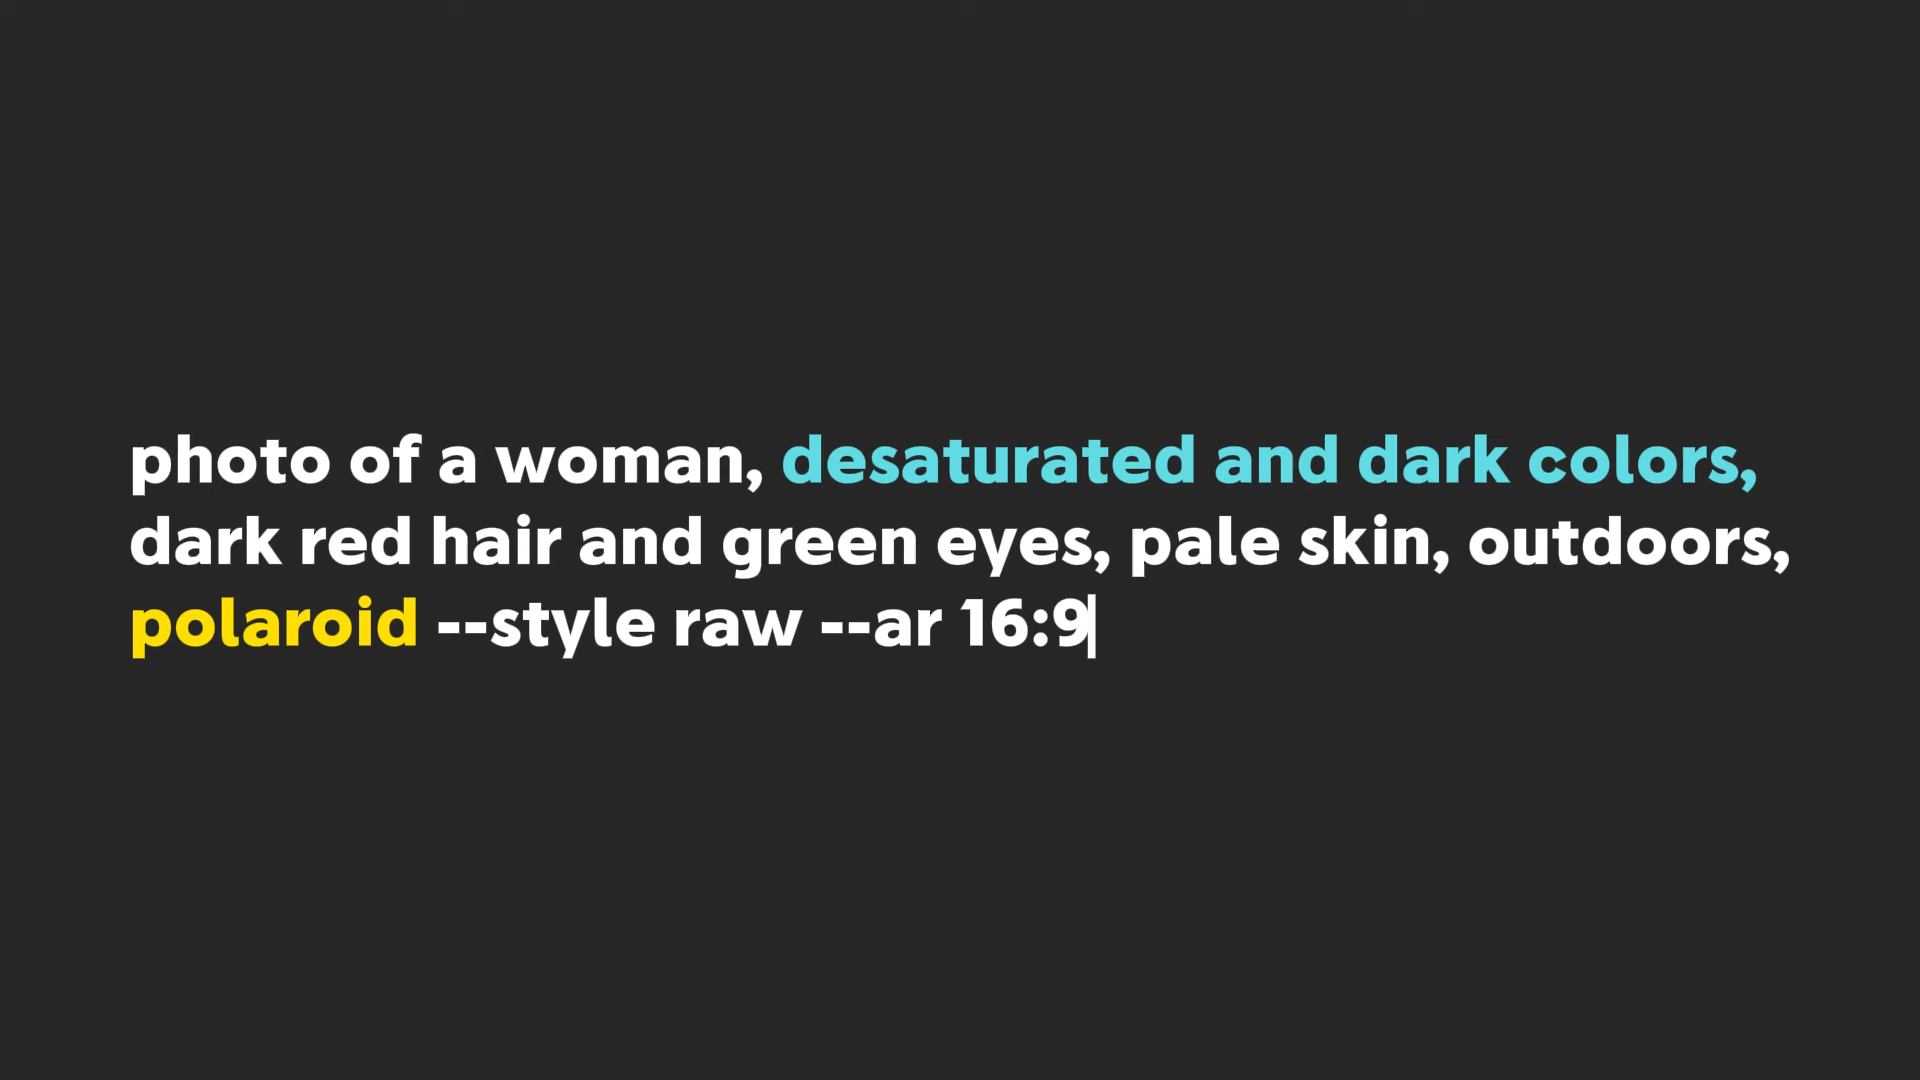 photo of a woman, desaturated and dark colors,
dark red hair and green eyes, pale skin, outdoors,
polaroid --style raw --ar 16:9